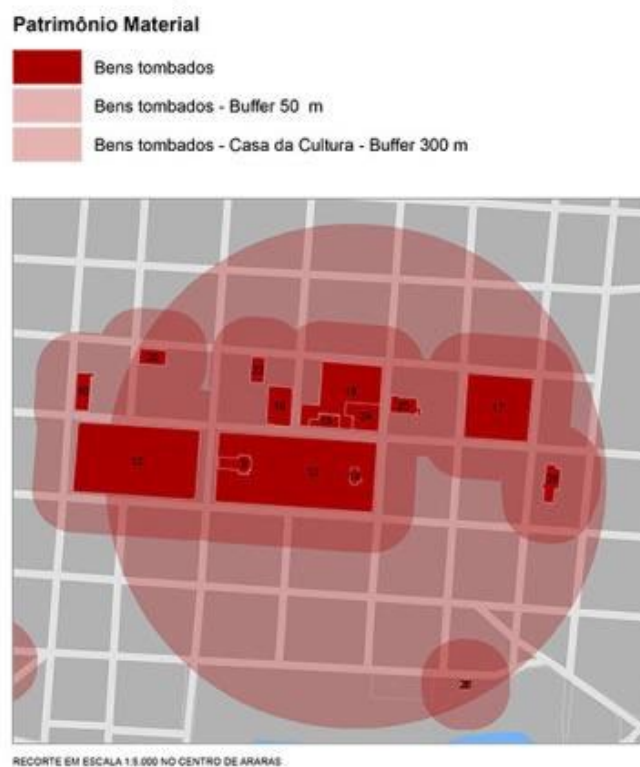 Patrimônio Material
Bens tombados
Bens tombados - Buffer 50 m
Bens tombados - Casa da Cultura - Buffer 300 m
17
RECORTE EM ESCALA 1:5.000 NO CENTRO DE ARARAS